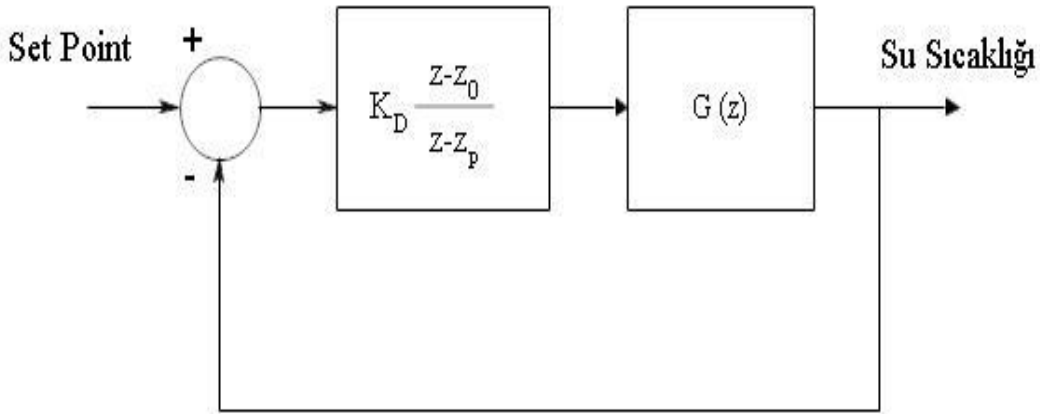 Set Point
+
-
K_D z-z_0
z-z_p
G (z)
Su Sıcaklığı